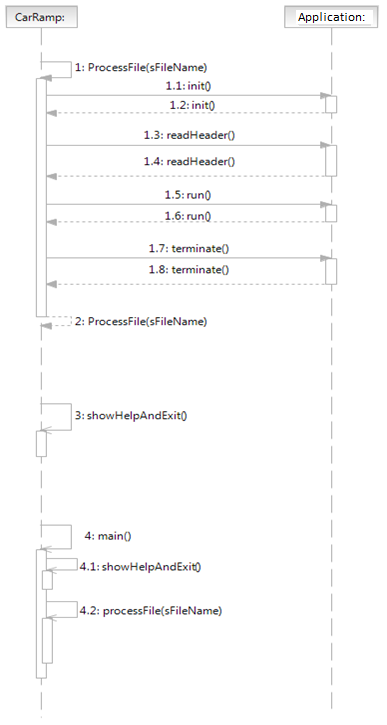 CarRamp:
Application:
1: ProcessFile(sFileName)
1.1: init()
1.2: init()
1.3: readHeader()
1.4: readHeader()
1.5: run()
1.6: run()
1.7: terminate()
1.8: terminate()
2: ProcessFile(sFileName)
3: showHelpAndExit()
4: main()
4.1: showHelpAndExit()
4.2: processFile(sFileName)